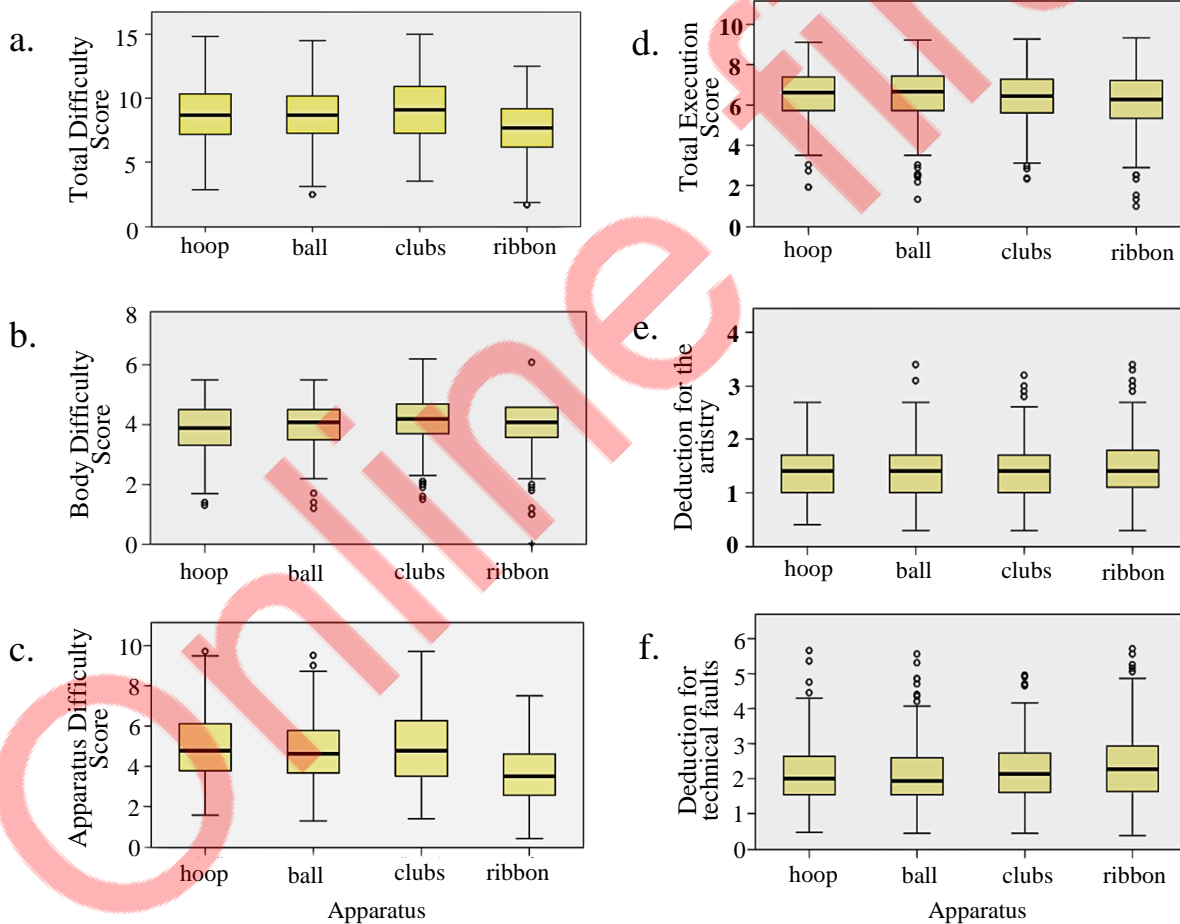 a.
Total Difficulty
Score
15
10
5
0
hoop
ball
clubs
ribbon
b.
Body Difficulty
Score
8
6
4
2
0
hoop
ball
clubs
ribbon
c.
Apparatus Difficulty
Score
10
8
6
4
2
0
hoop
ball
clubs
ribbon
Apparatus
d.
Total Execution
Score
10
8
6
4
2
0
hoop
ball
clubs
ribbon
e.
Deduction for the
artistry
4
3
2
1
0
hoop
ball
clubs
ribbon
f.
Deduction for
technical faults
6
5
4
3
2
1
0
hoop
ball
clubs
ribbon
Apparatus
Online fi